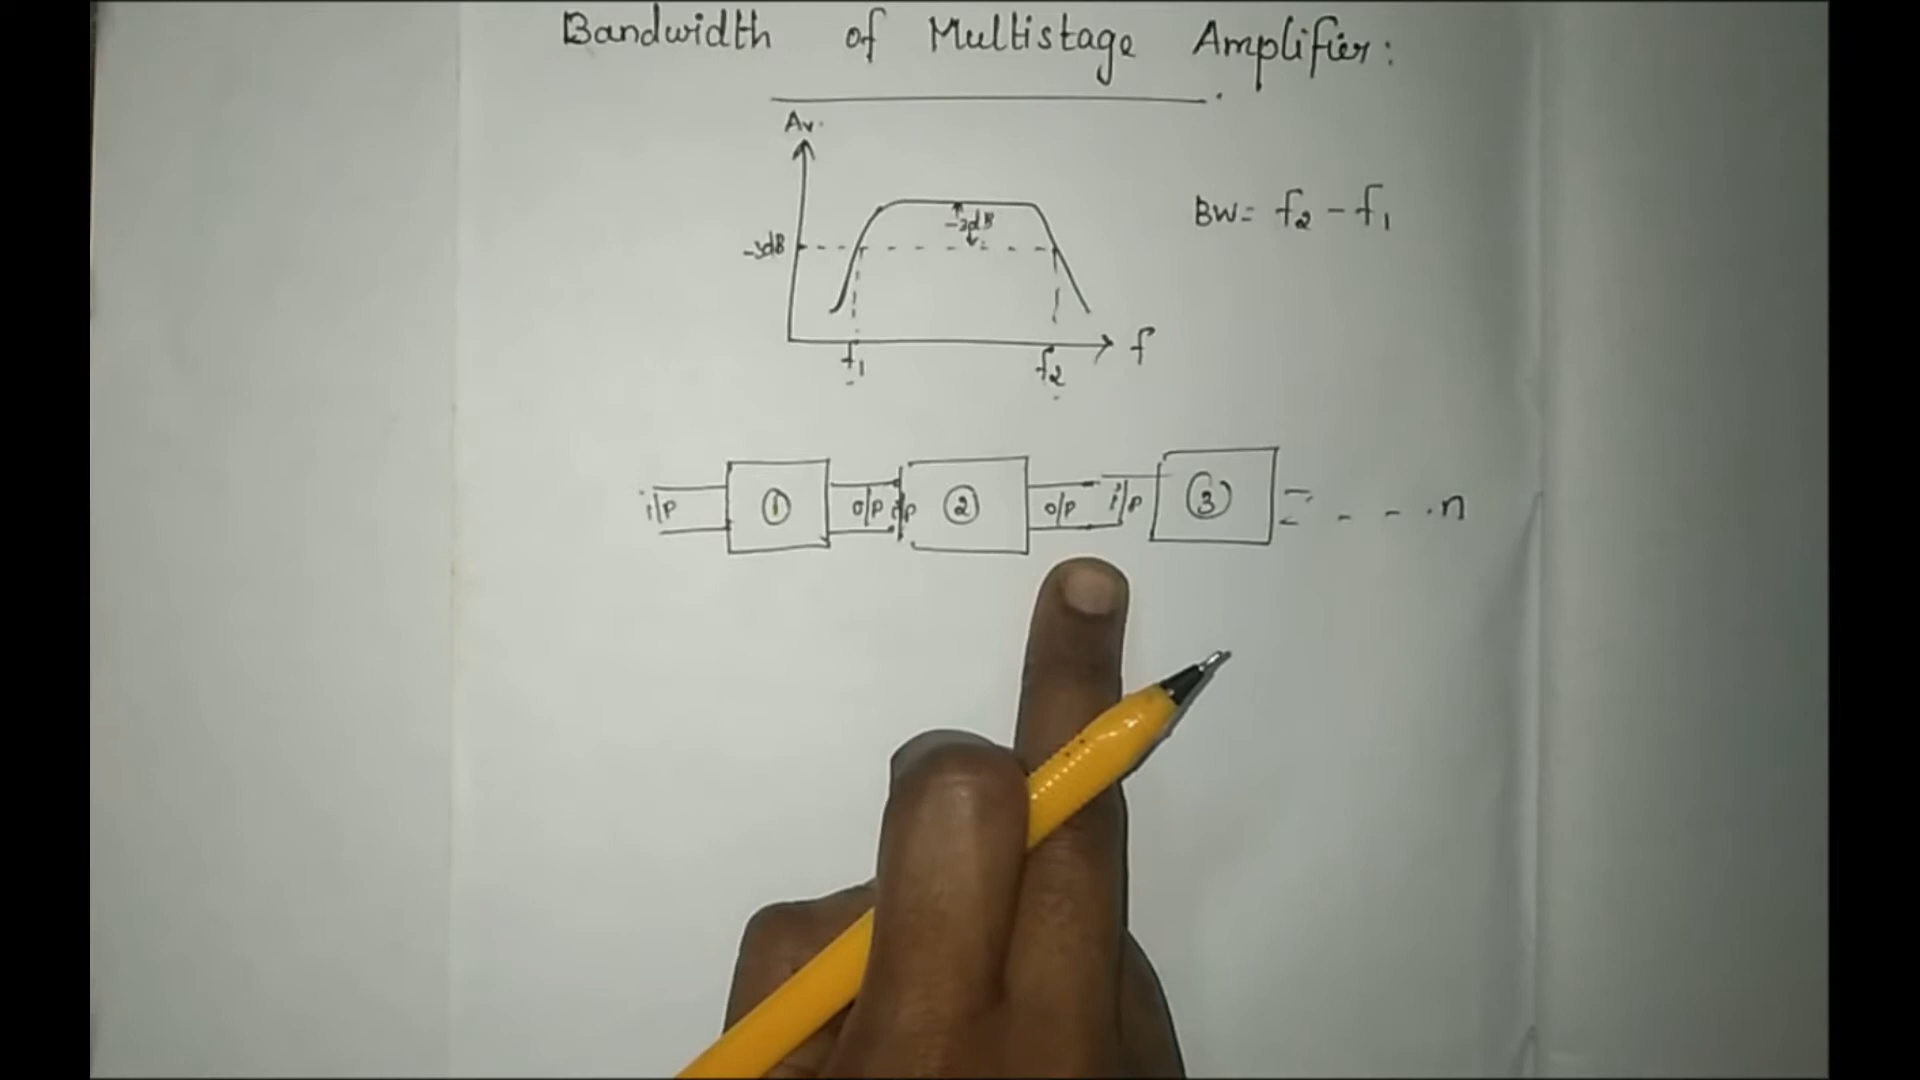 Bandwidth of Multistage Amplifier:
Av.
BW = f2 - f1
-3dB
-3dB
f
f1 f2
i/p 1 o/p i/p 2 o/p i/p 3 - - - .n